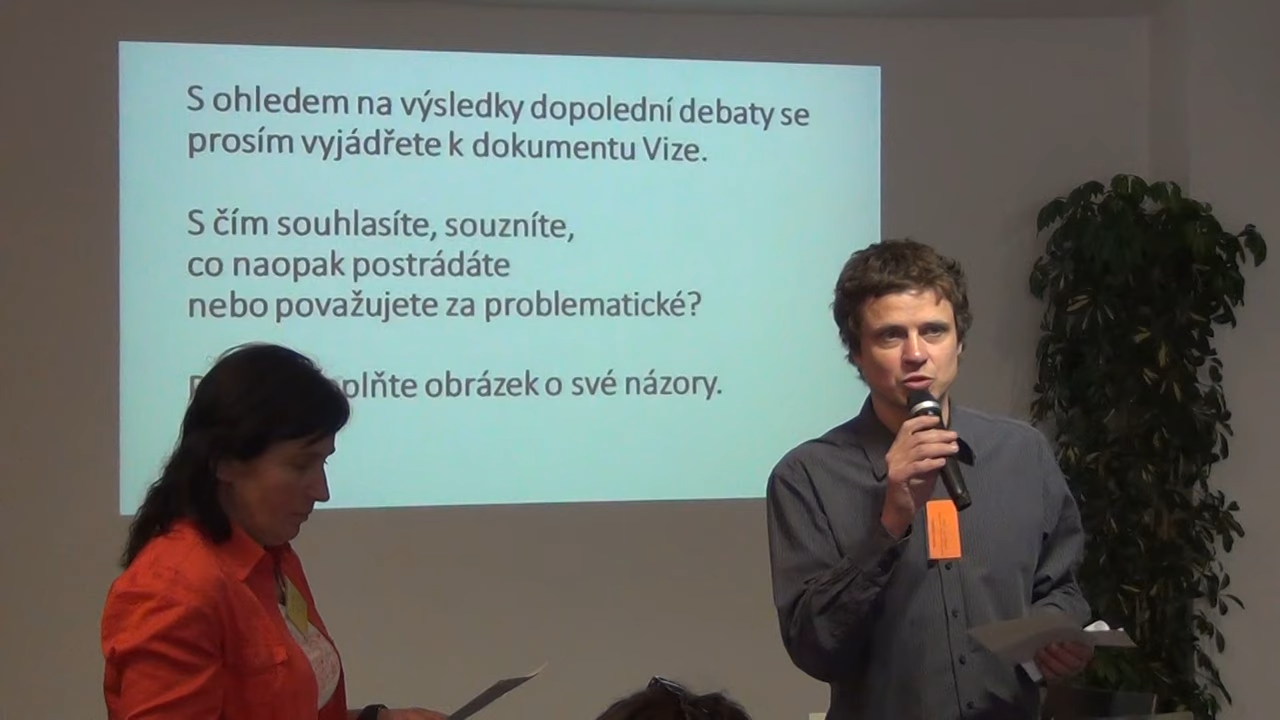 S ohledem na výsledky dopolední debaty se
prosím vyjádřete k dokumentu Vize.
S čím souhlasíte, souzníte,
co naopak postrádáte
nebo považujete za problematické?
obrázek o své názory.